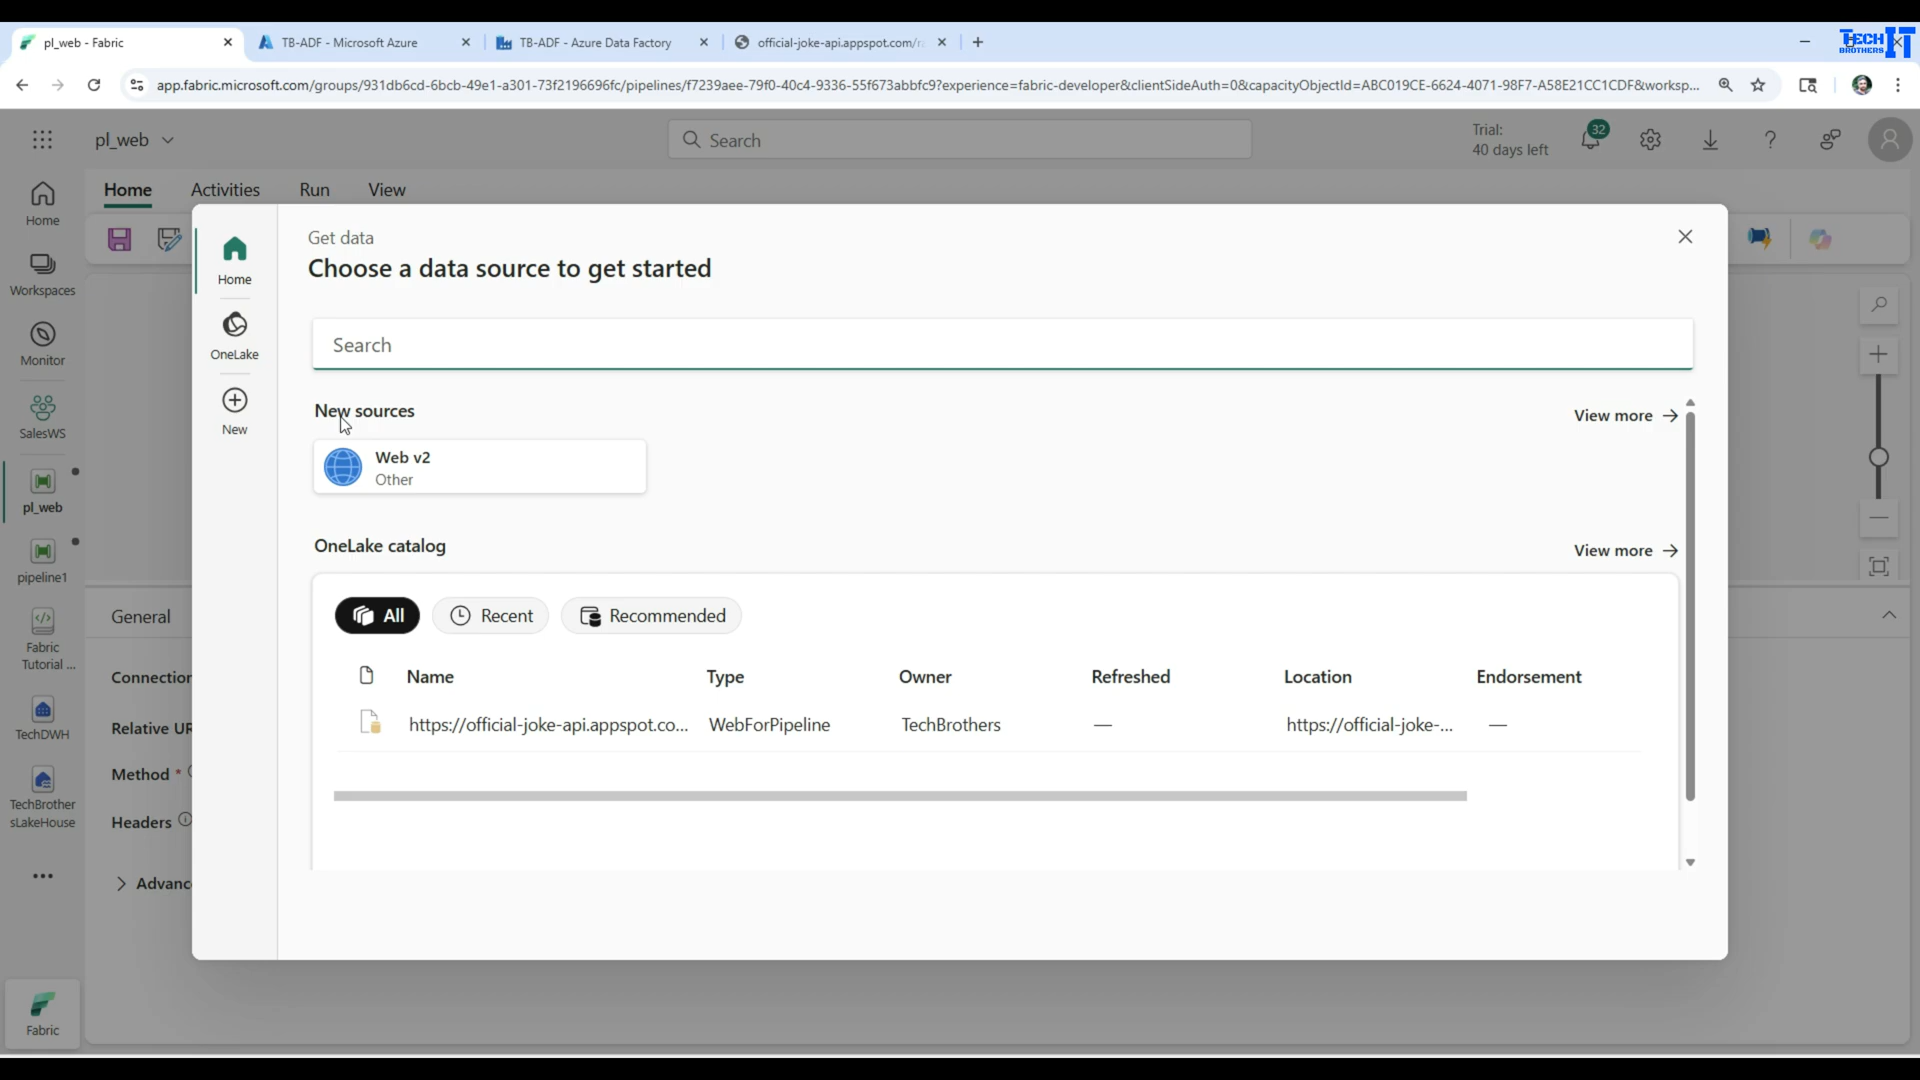 pl_web - Fabric
TB-ADF - Microsoft Azure
TB-ADF - Azure Data Factory
official-joke-api.appspot.com/
TECH
BROTHERS
IT
app.fabric.microsoft.com/groups/931db6cd-6bcb-49e1-a301-73f2196696fc/pipelines/f7239aee-79f0-40c4-9336-55f673abbfc9?experience=fabric-developer&clientSideAuth=0&capacityObjectId=ABC019CE-6624-4071-98F7-A58E21CC1CDF&worksp...
pl_web
Search
Trial:
40 days left
32
Home
Activities
Run
View
Home
Workspaces
Monitor
SalesWS
pl_web
pipeline1
Fabric
Tutorial ...
TechDWH
TechBrother
sLakeHouse
Fabric
General
Connection
Relative UR
Method *
Headers
Advanc
Home
OneLake
New
Get data
Choose a data source to get started
Search
New sources
View more
Web v2
Other
OneLake catalog
View more
All
Recent
Recommended
Name Type Owner Refreshed Location Endorsement
https://official-joke-api.appspot.co... WebForPipeline TechBrothers — https://official-joke-... —